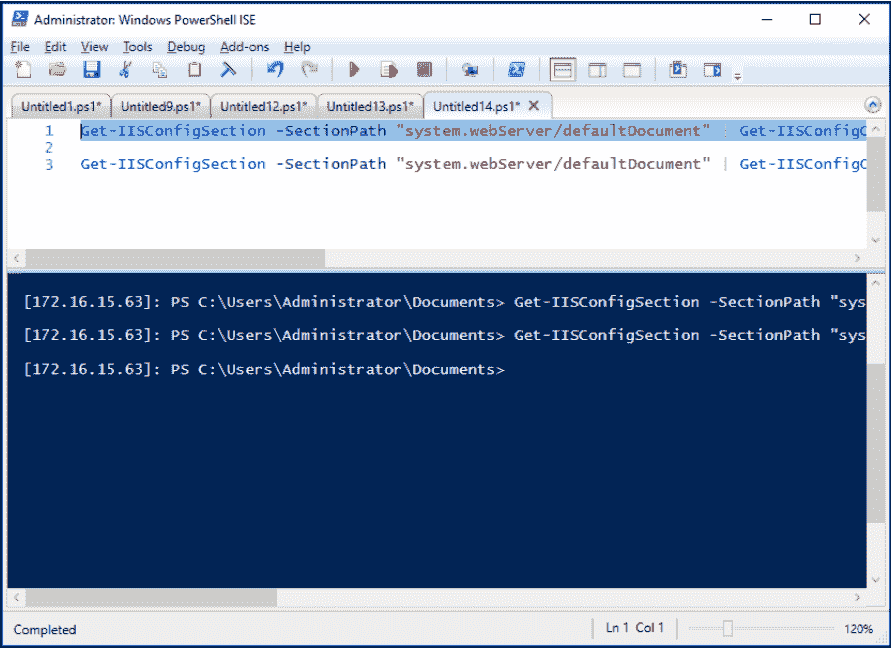 Administrator: Windows PowerShell ISE
File Edit View Tools Debug Add-ons Help
Untitled1.ps1* Untitled9.ps1* Untitled12.ps1* Untitled13.ps1* Untitled14.ps1*
1 Get-IISConfigSection -SectionPath "system.webServer/defaultDocument" | Get-IISConfigC
2
3 Get-IISConfigSection -SectionPath "system.webServer/defaultDocument" | Get-IISConfigC
[172.16.15.63]: PS C:\Users\Administrator\Documents> Get-IISConfigSection -SectionPath "sys
[172.16.15.63]: PS C:\Users\Administrator\Documents> Get-IISConfigSection -SectionPath "sys
[172.16.15.63]: PS C:\Users\Administrator\Documents>
Completed Ln 1 Col 1 120%